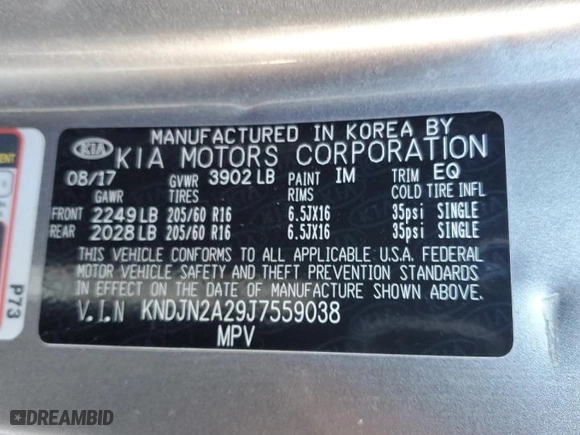 MANUFACTURED IN KOREA BY
KIA KIA MOTORS CORPORATION
08/17 GVWR 3902 LB PAINT IM TRIM EQ
GAWR TIRES RIMS COLD TIRE INFL
FRONT 2249 LB 205/60 R16 6.5JX16 35psi SINGLE
REAR 2028 LB 205/60 R16 6.5JX16 35psi SINGLE
THIS VEHICLE CONFORMS TO ALL APPLICABLE U.S.A. FEDERAL
MOTOR VEHICLE SAFETY AND THEFT PREVENTION STANDARDS
IN EFFECT ON THE DATE OF MANUFACTURE SHOWN ABOVE.
V.I.N KNDJN2A29J7559038
MPV
P73
DREAMBID